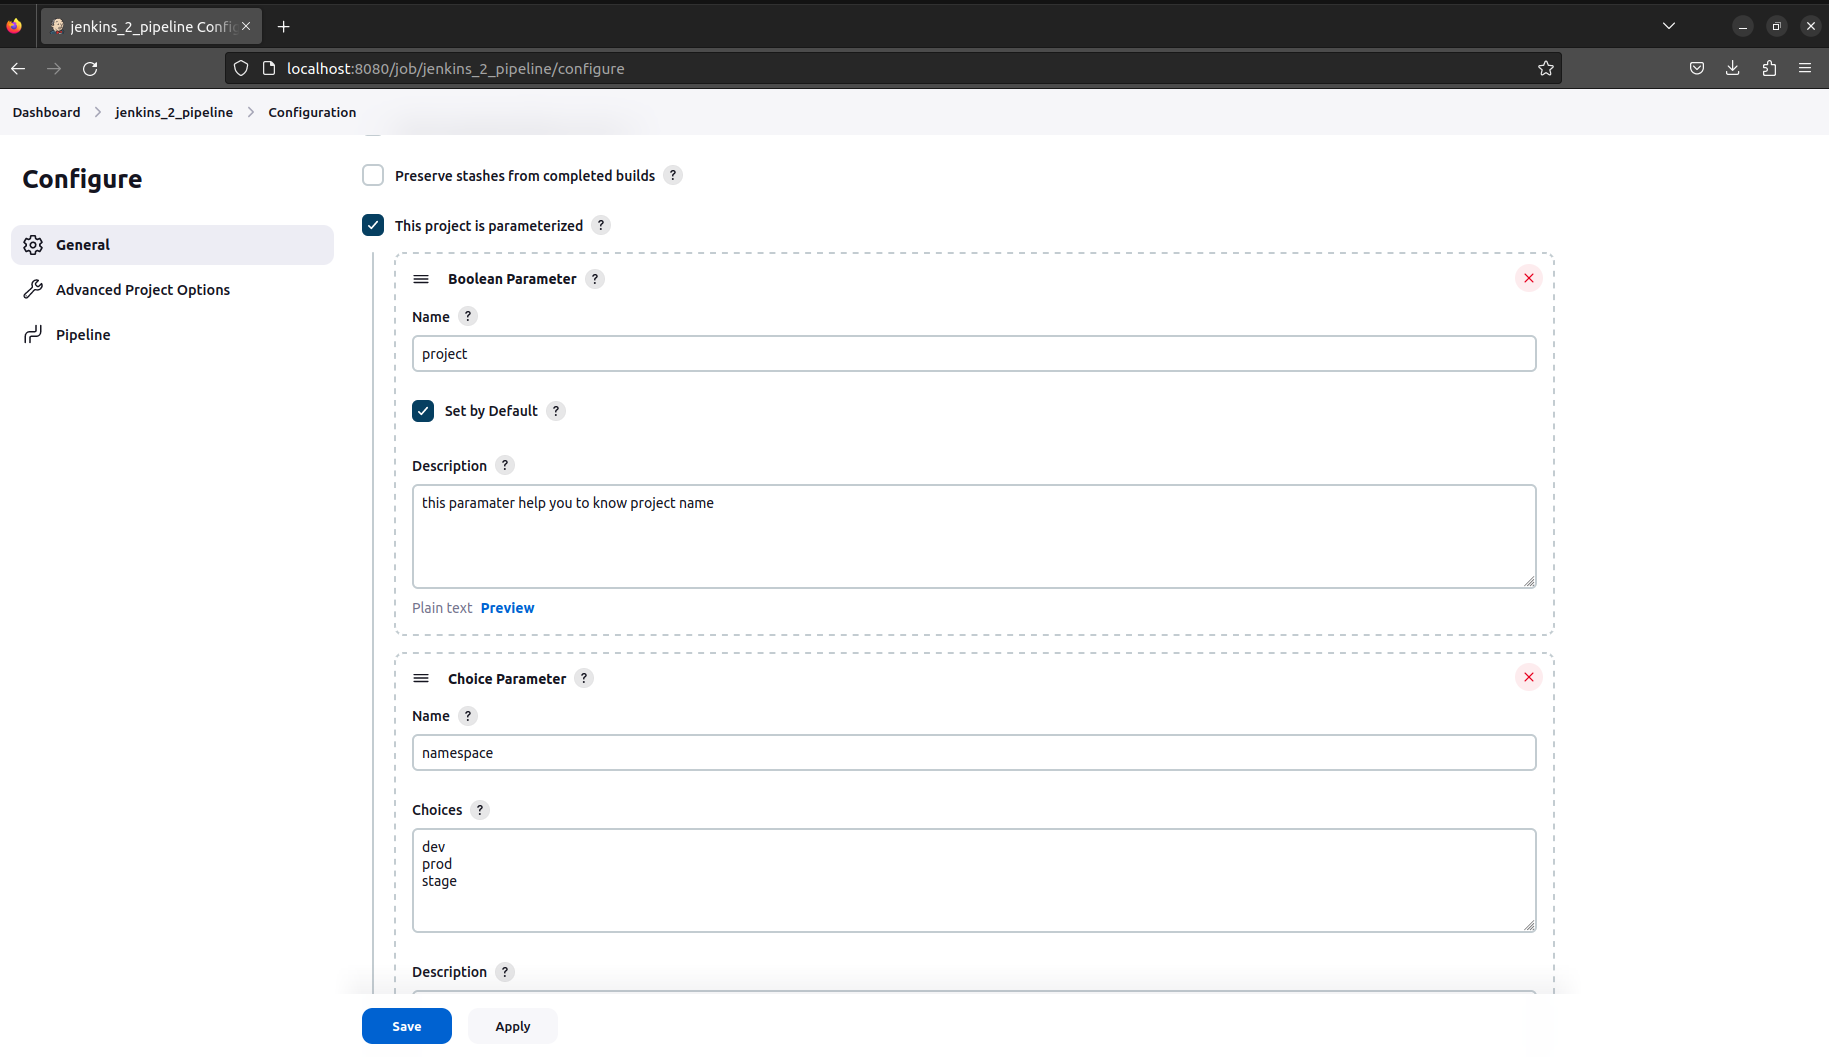 jenkins_2_pipeline Config
localhost:8080/job/jenkins_2_pipeline/configure
Dashboard
jenkins_2_pipeline
Configuration
Configure
General
Advanced Project Options
Pipeline
Preserve stashes from completed builds ?
This project is parameterized ?
Boolean Parameter ?
Name ?
project
Set by Default ?
Description ?
this paramater help you to know project name
Plain text Preview
Choice Parameter ?
Name ?
namespace
Choices ?
dev
prod
stage
Description ?
Save
Apply